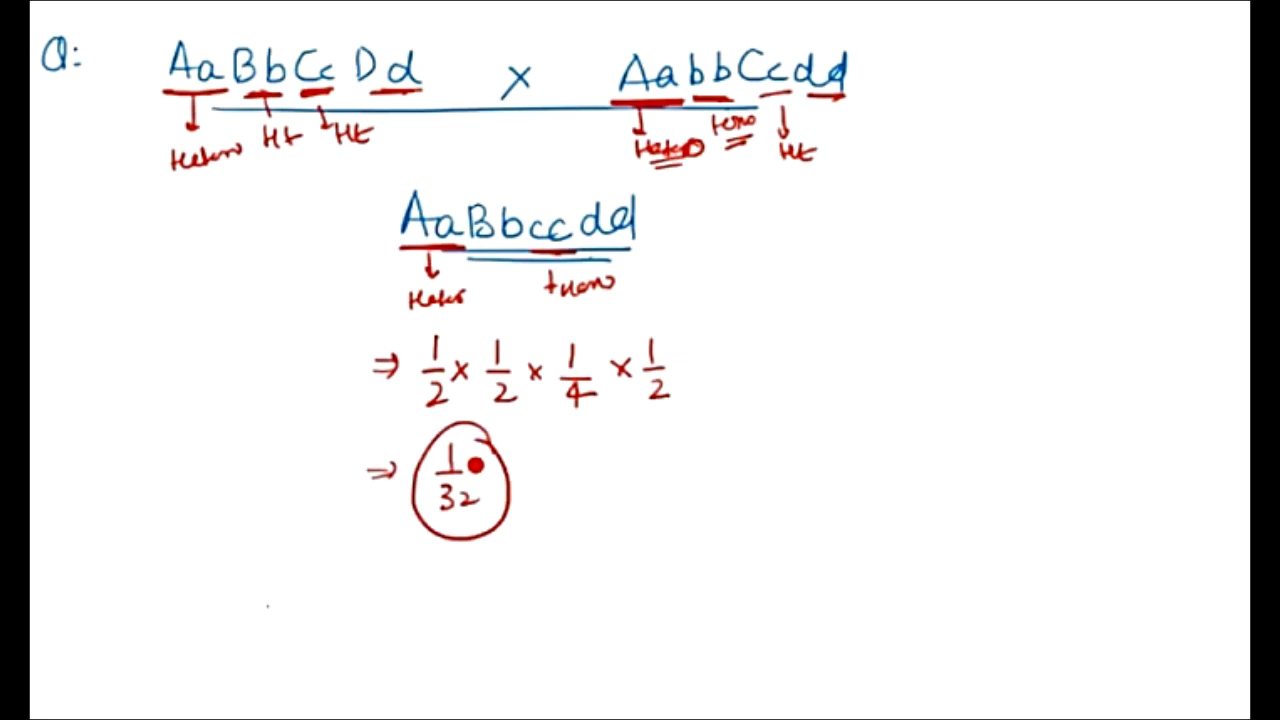 Q: AaBbCcDd x AabbCcdd
Hetero Ht Ht Hetero Homo Ht
AaBbccdd
Heter Homo
⇒ 1/2 x 1/2 x 1/4 x 1/2
⇒ 1/32